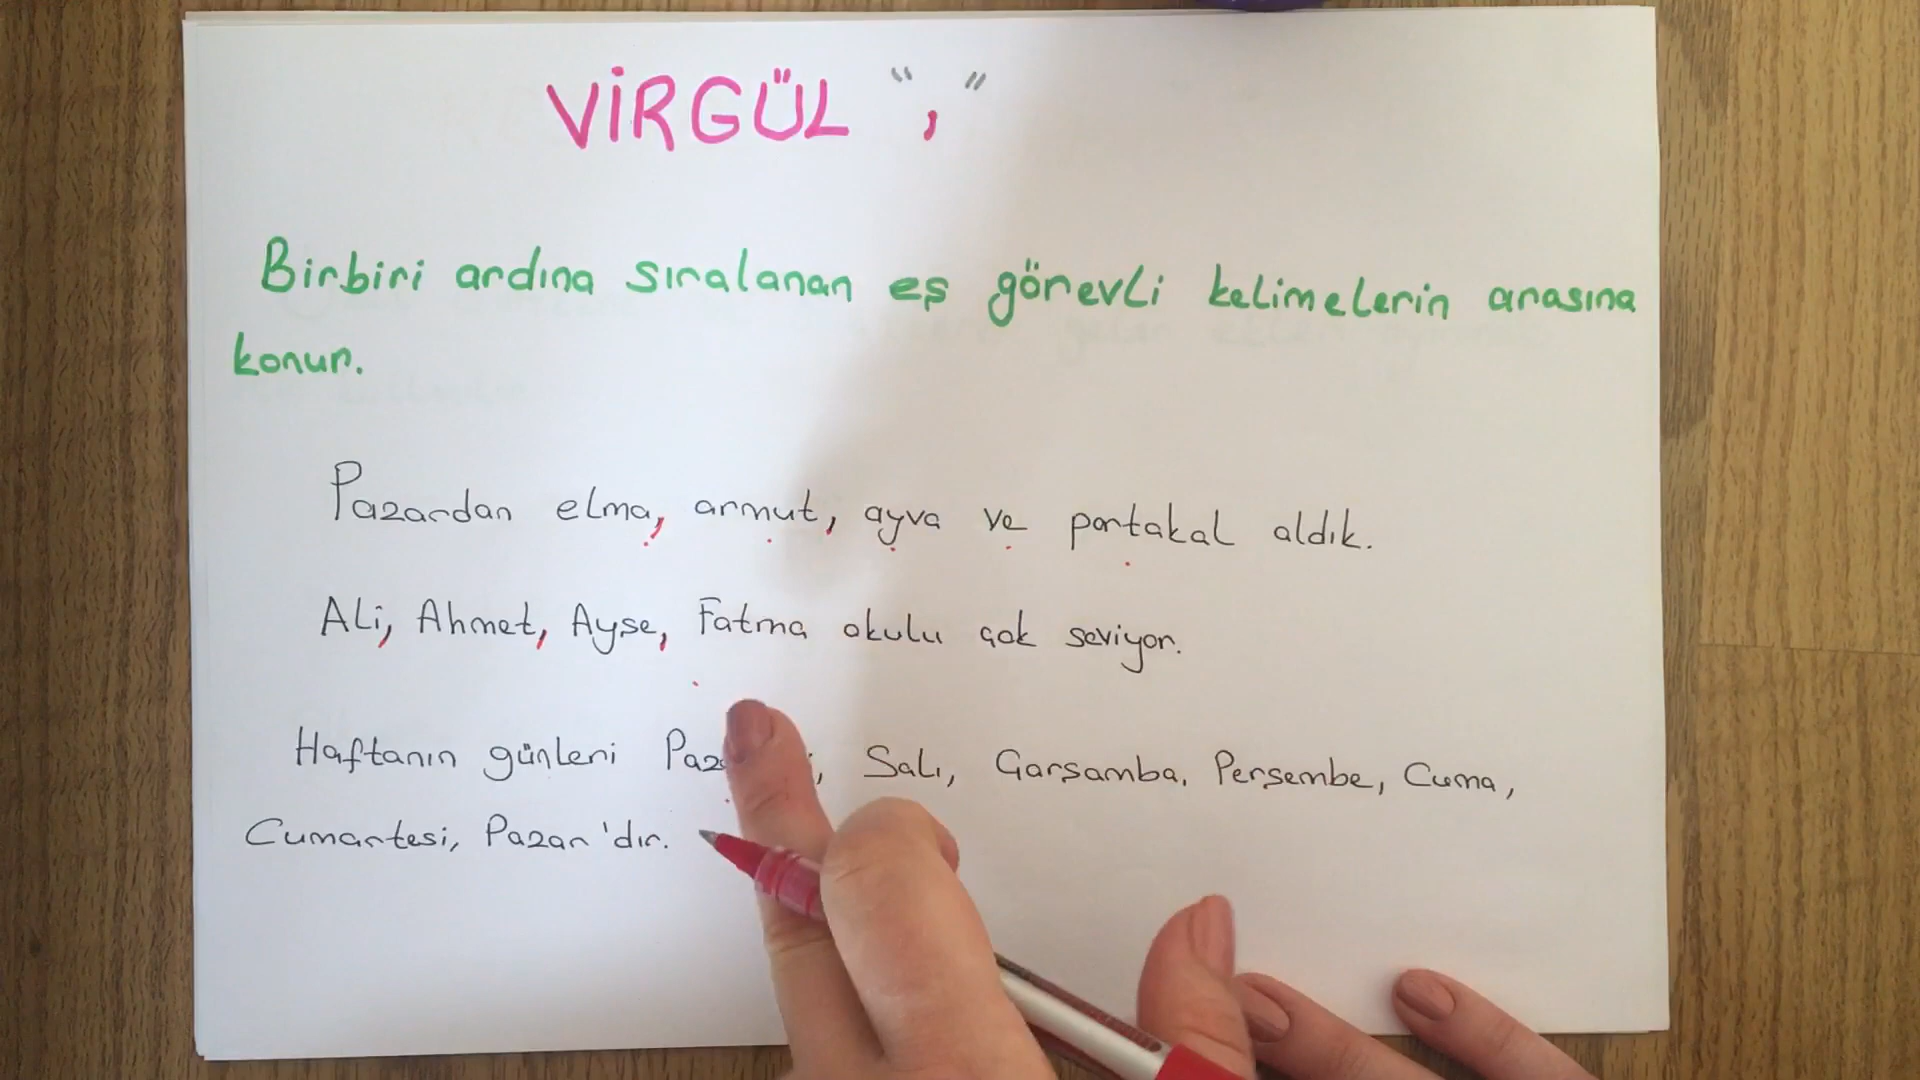 VİRGÜL “ , ”
Birbiri ardına sıralanan eş görevli kelimelerin arasına
konur.
Pazardan elma, armut, ayva ve portakal aldık.
Ali, Ahmet, Ayşe, Fatma okulu çok seviyor.
Haftanın günleri Salı, Çarşamba, Perşembe, Cuma,
Cumartesi, Pazar'dır.